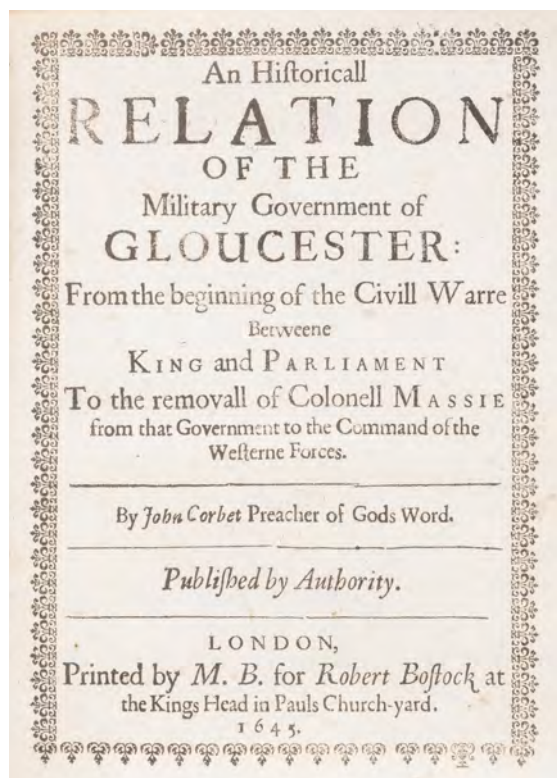 An Hiſtoricall
RELATION
OF THE
Military Government of
GLOUCESTER:
From the beginning of the Civill Warre
Betweene
KING and PARLIAMENT
To the removall of Colonell MASSIE
from that Government to the Command of the
Weſterne Forces.
By John Corbet Preacher of Gods Word.
Publiſhed by Authority.
LONDON,
Printed by M. B. for Robert Boſtock at
the Kings Head in Pauls Church-yard.
1645.